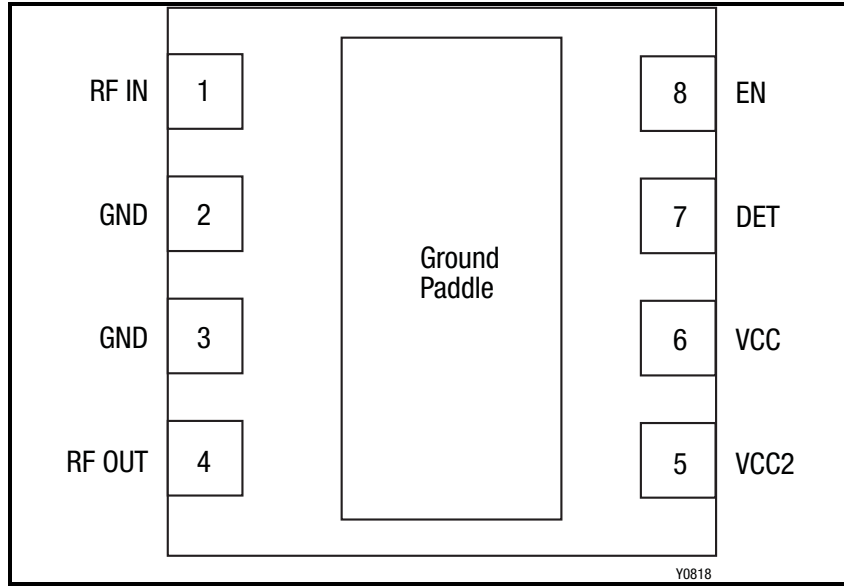 RF IN 1
GND 2
GND 3
RF OUT 4
Ground
Paddle
8 EN
7 DET
6 VCC
5 VCC2
Y0818